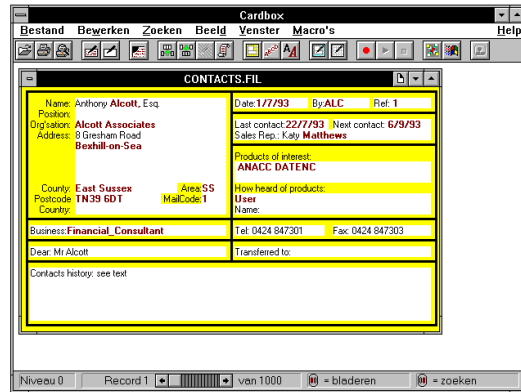 Cardbox
Bestand Bewerken Zoeken Beeld Venster Macro's Help
CONTACTS.FIL
Name: Anthony Alcott, Esq.
Position:
Org'sation: Alcott Associates
Address: 8 Gresham Road
Bexhill-on-Sea
County: East Sussex Area: SS
Postcode TN39 6DT MailCode: 1
Country:
Date: 1/7/93 By: ALC Ref: 1
Last contact: 22/7/93 Next contact: 6/9/93
Sales Rep.: Katy Matthews
Products of interest:
ANACC DATENC
How heard of products:
User
Name:
Business: Financial_Consultant
Tel: 0424 847301 Fax: 0424 847303
Dear: Mr Alcott
Transferred to:
Contacts history: see text
Niveau 0 Record 1 van 1000 = bladeren = zoeken